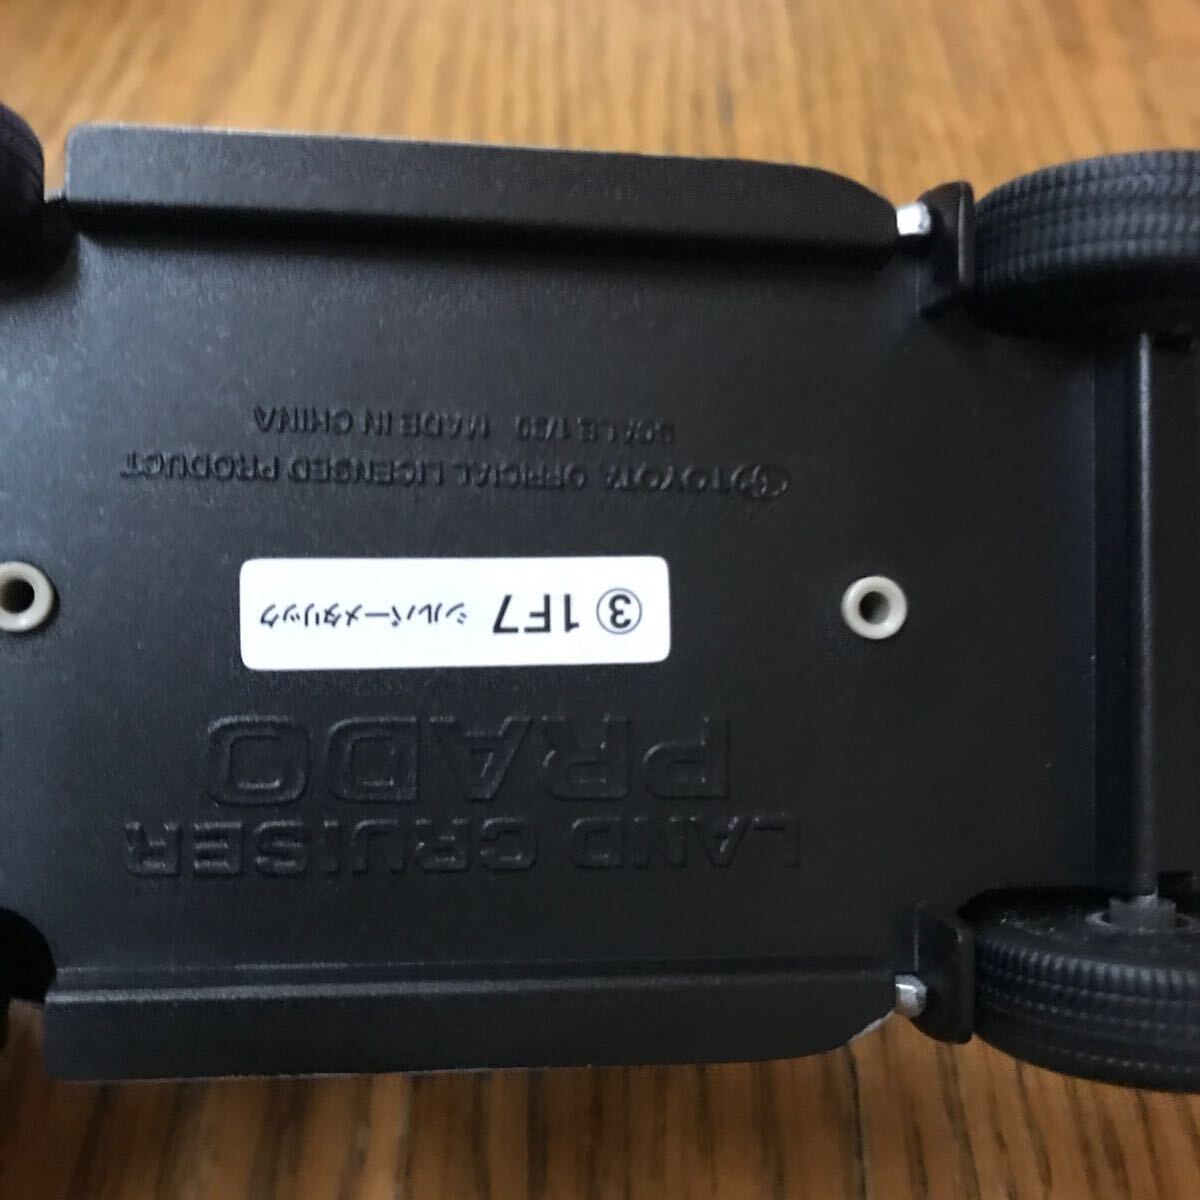 LAND CRUISER
PRADO
③ 1F7 シルバーメタリック
TOYOTA OFFICIAL LICENSED PRODUCT
SCALE 1/30 MADE IN CHINA